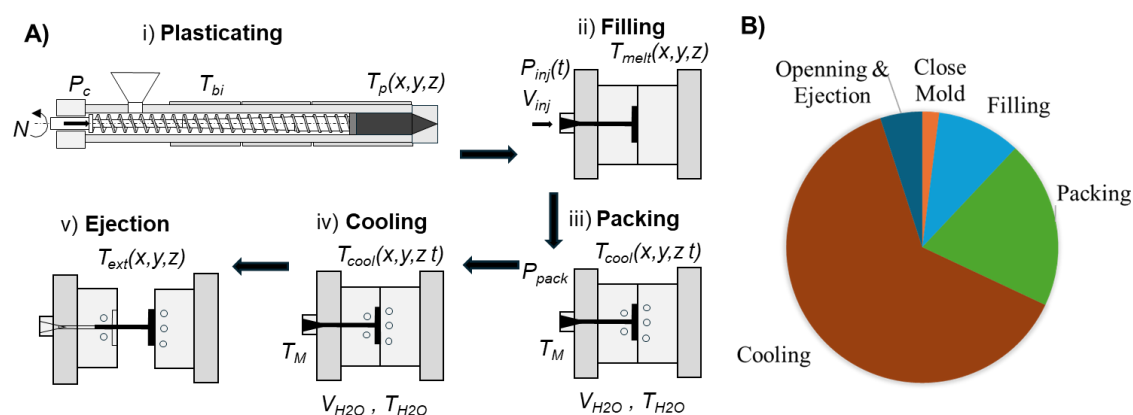 A)
i) Plasticating
P_c
T_bi
T_p(x,y,z)
N
ii) Filling
T_melt(x,y,z)
P_inj(t)
V_inj
iii) Packing
T_cool(x,y,z t)
P_pack
T_M
V_H2O , T_H2O
iv) Cooling
T_cool(x,y,z t)
T_M
V_H2O , T_H2O
v) Ejection
T_ext(x,y,z)
B)
Openning &
Ejection
Close
Mold
Filling
Packing
Cooling